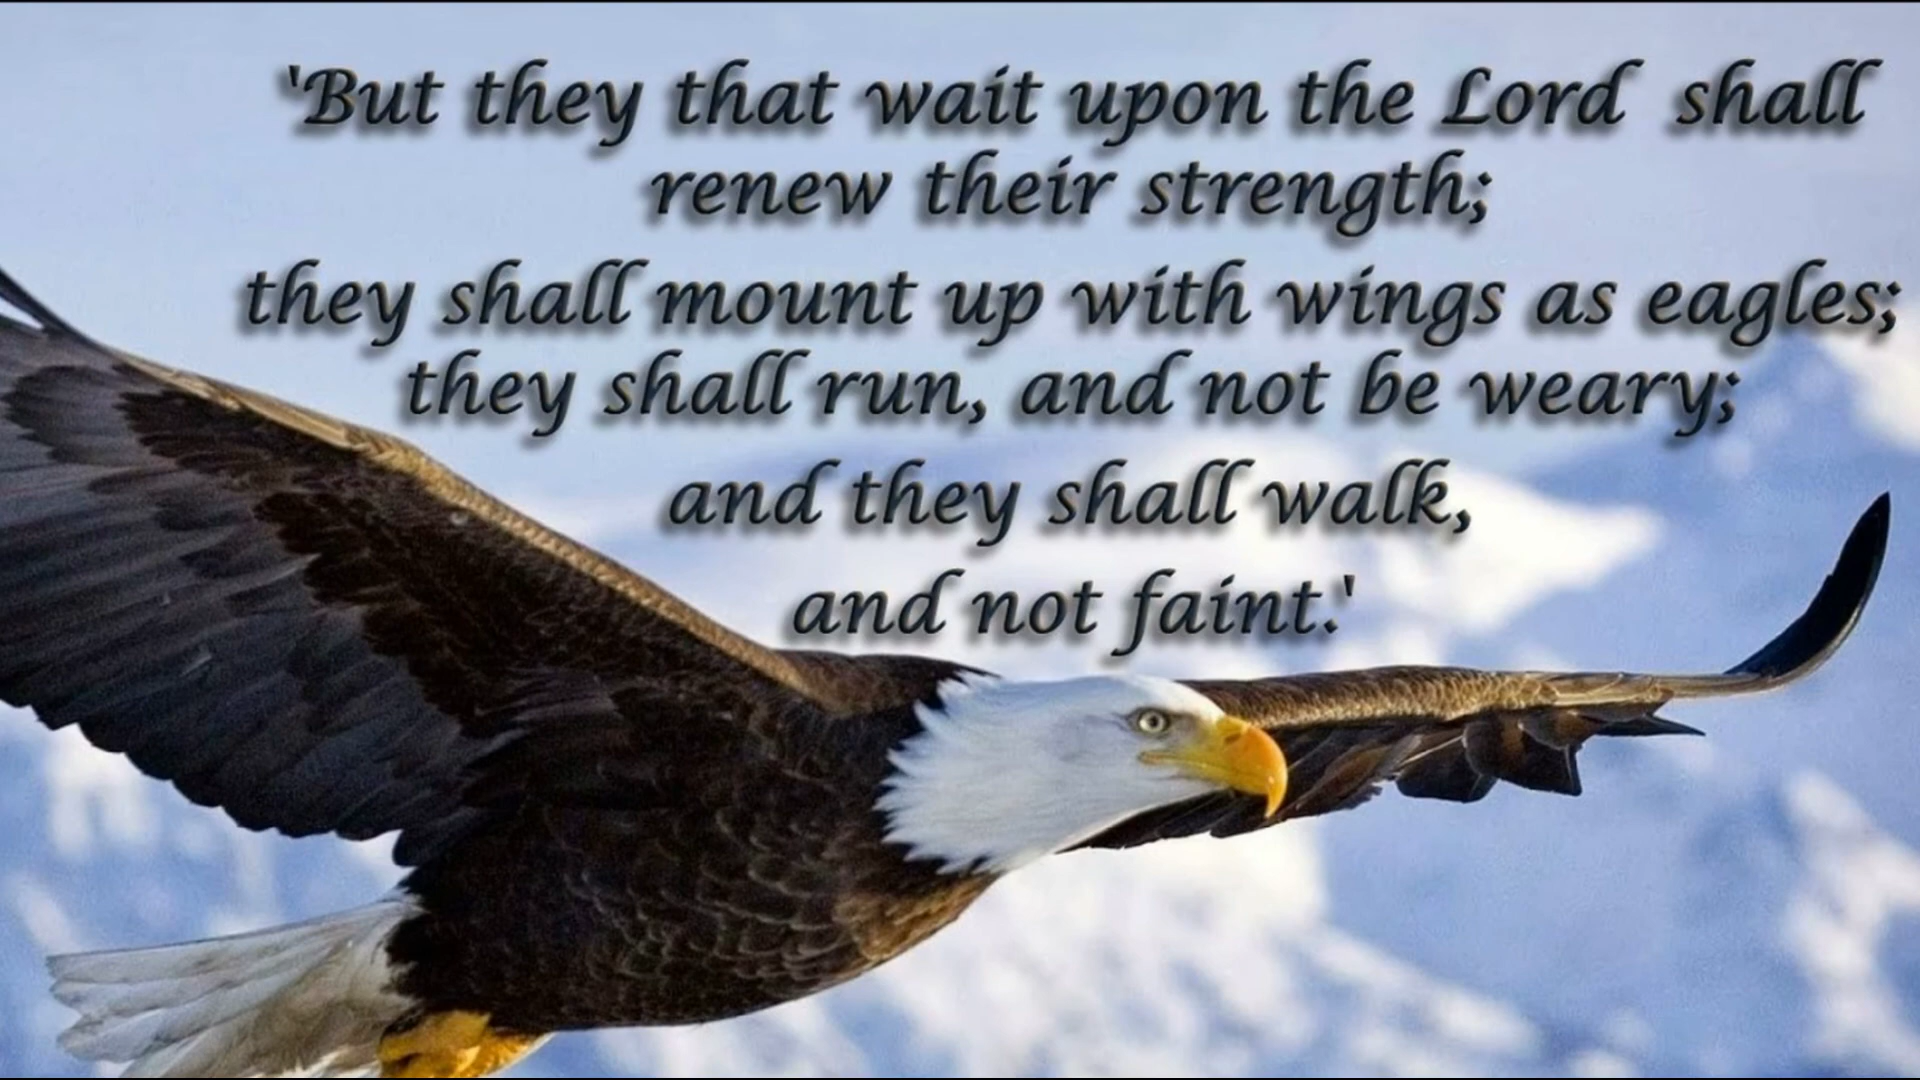 'But they that wait upon the Lord shall
renew their strength;
they shall mount up with wings as eagles;
they shall run, and not be weary;
and they shall walk,
and not faint.'